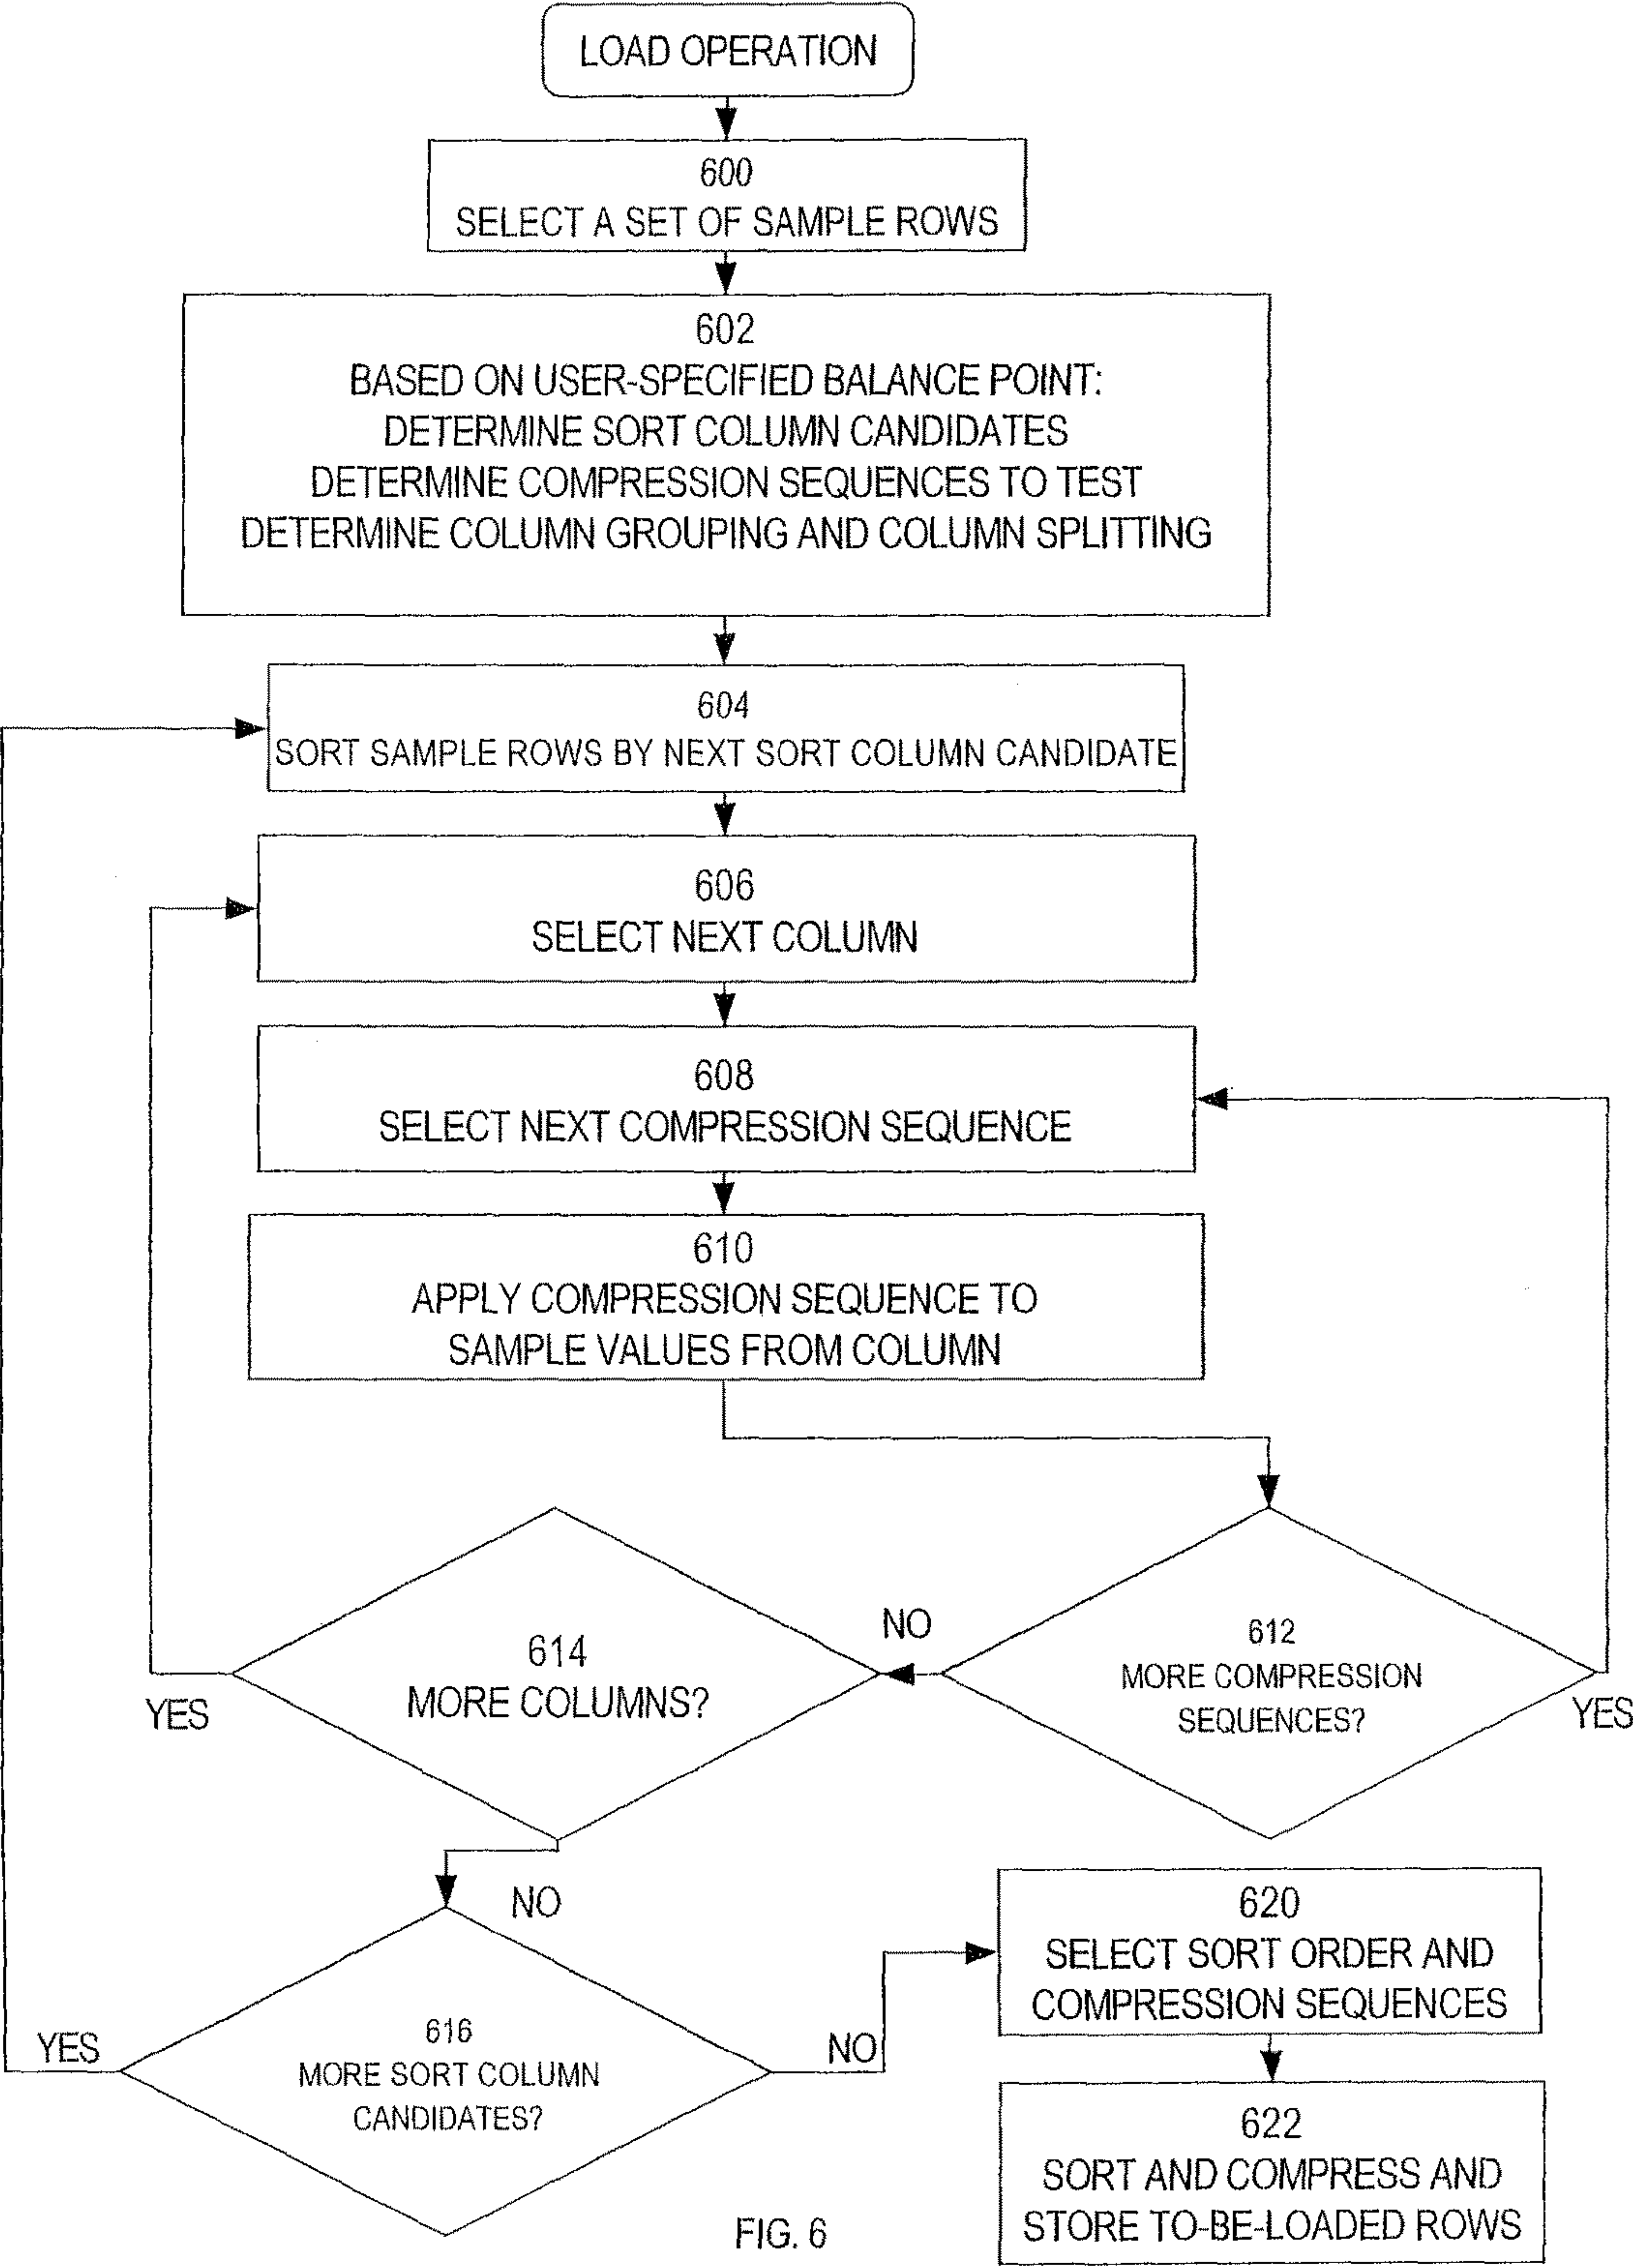 LOAD OPERATION
600
SELECT A SET OF SAMPLE ROWS
602
BASED ON USER-SPECIFIED BALANCE POINT:
DETERMINE SORT COLUMN CANDIDATES
DETERMINE COMPRESSION SEQUENCES TO TEST
DETERMINE COLUMN GROUPING AND COLUMN SPLITTING
604
SORT SAMPLE ROWS BY NEXT SORT COLUMN CANDIDATE
606
SELECT NEXT COLUMN
608
SELECT NEXT COMPRESSION SEQUENCE
610
APPLY COMPRESSION SEQUENCE TO
SAMPLE VALUES FROM COLUMN
612
MORE COMPRESSION
SEQUENCES?
YES
NO
614
MORE COLUMNS?
YES
NO
616
MORE SORT COLUMN
CANDIDATES?
YES
NO
620
SELECT SORT ORDER AND
COMPRESSION SEQUENCES
622
SORT AND COMPRESS AND
STORE TO-BE-LOADED ROWS
FIG. 6